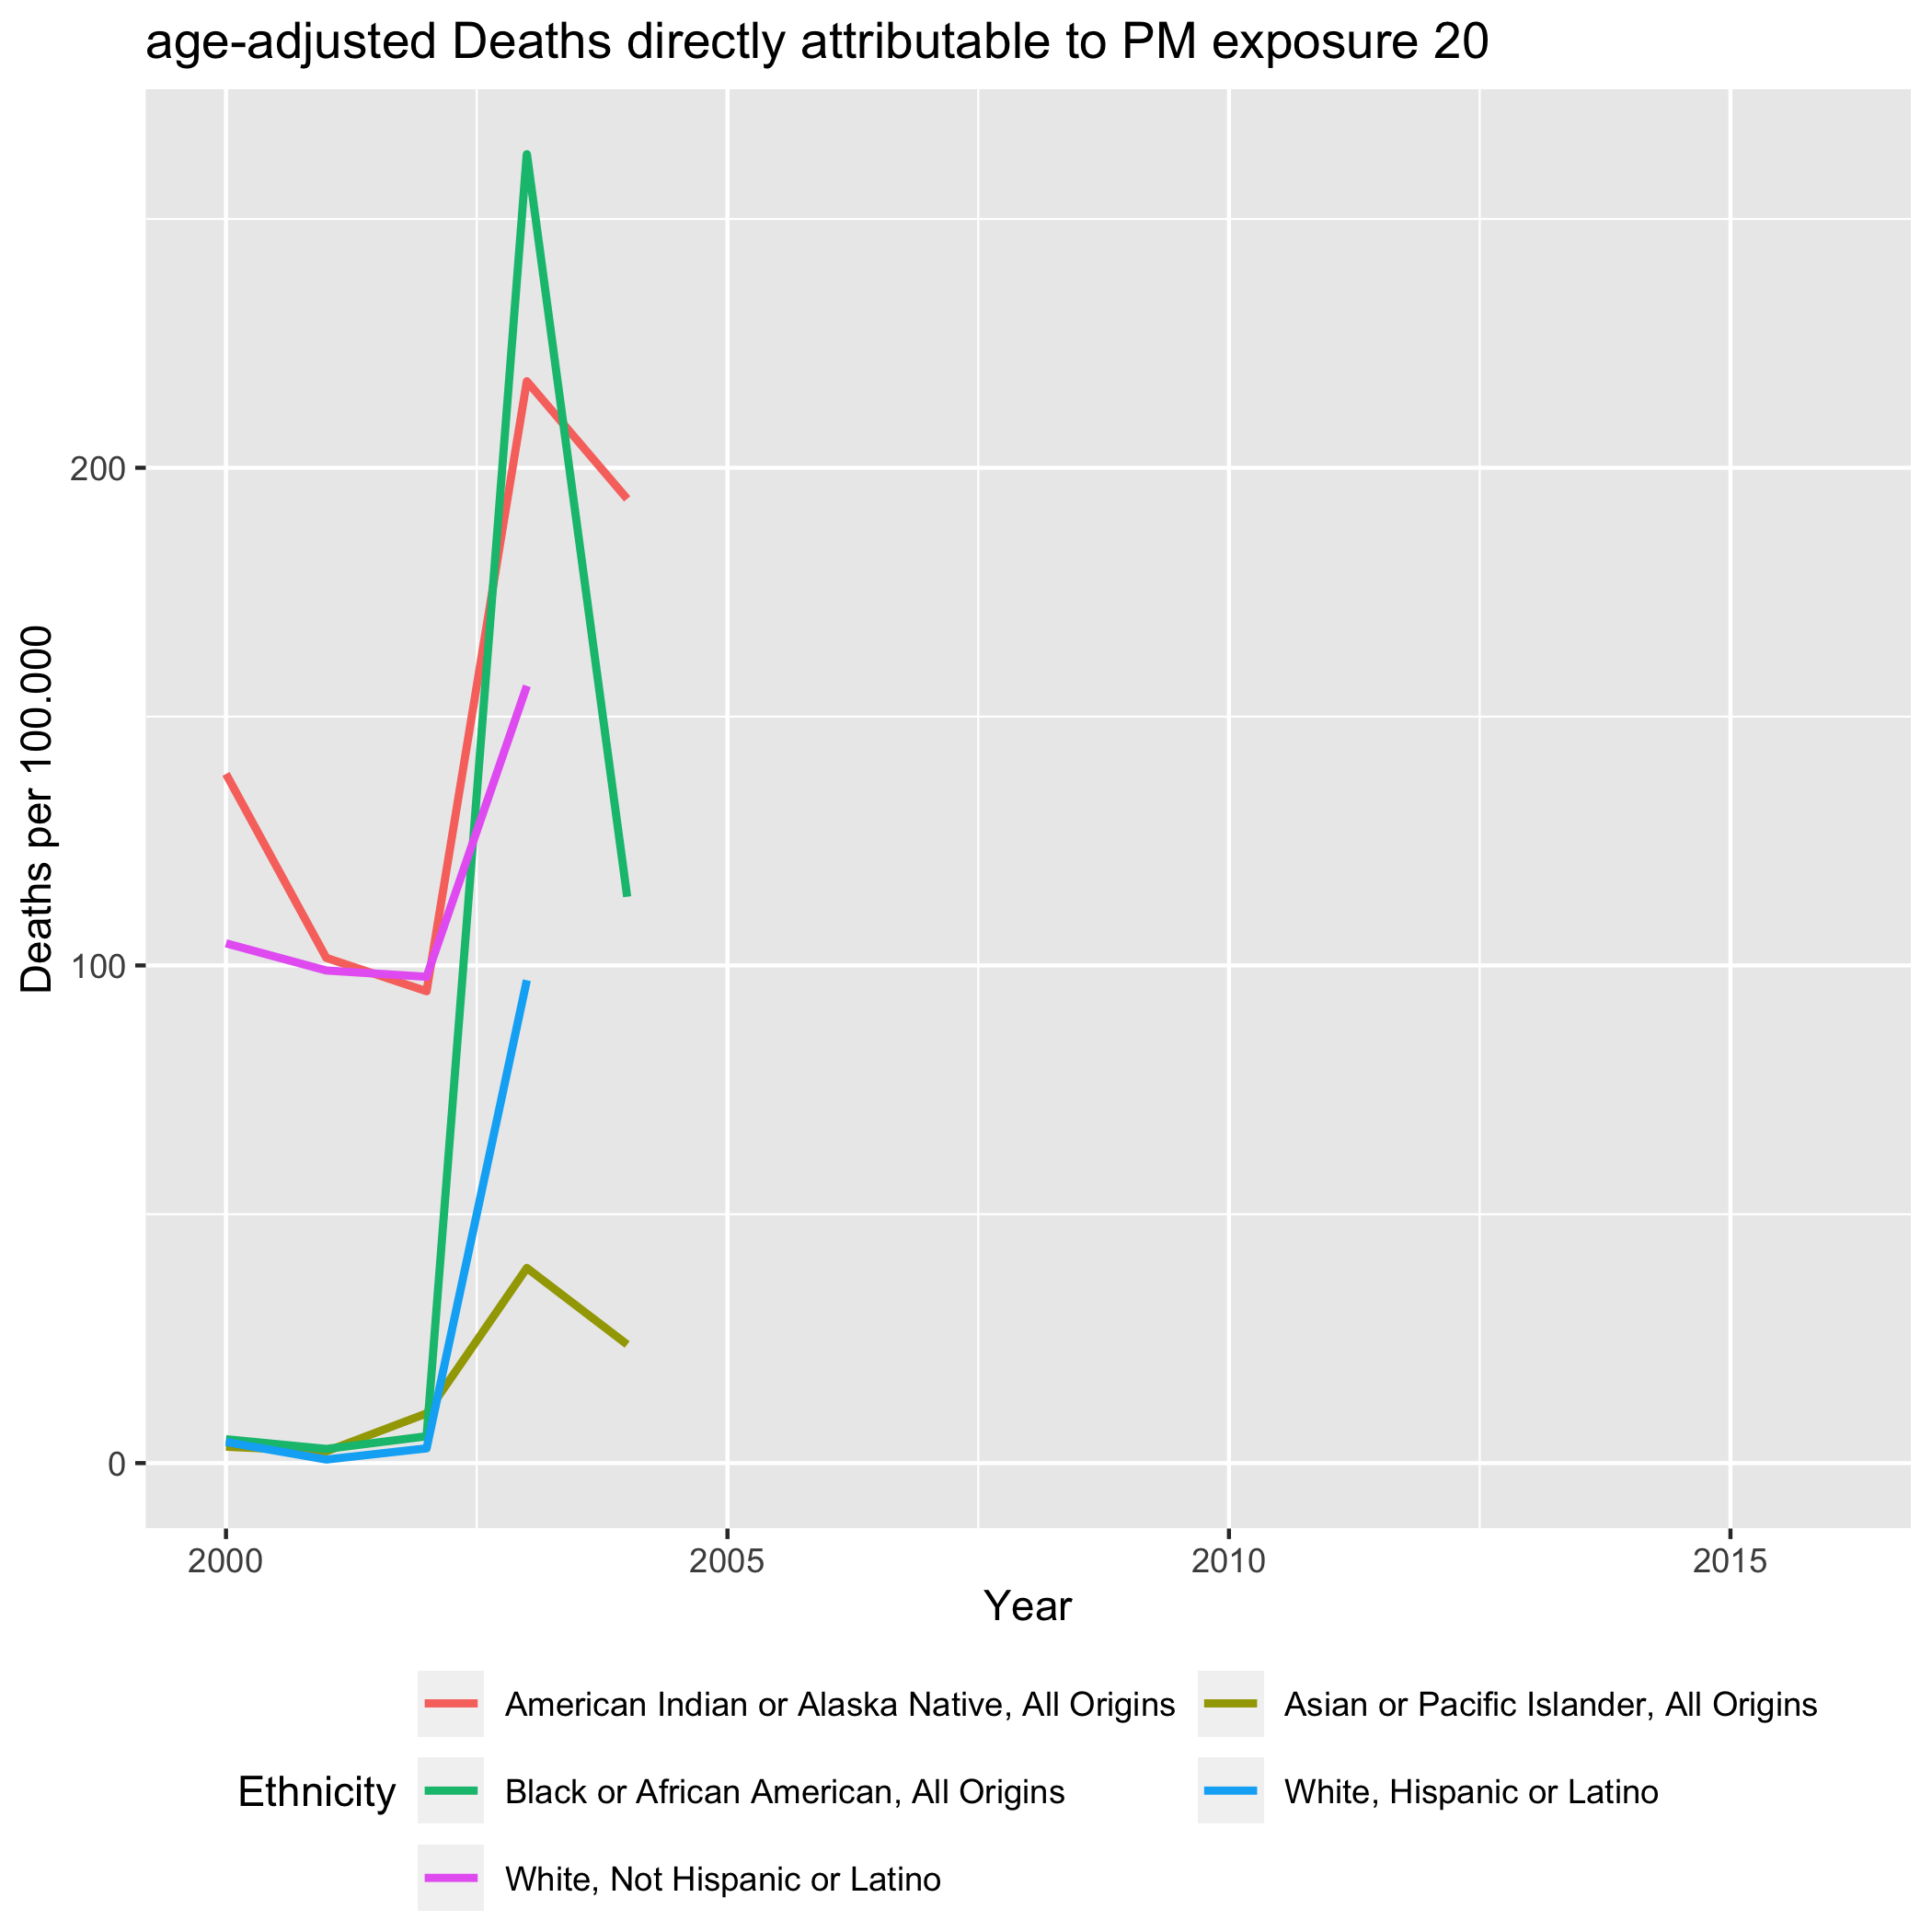 age-adjusted Deaths directly attributable to PM exposure 20
Deaths per 100.000
200
100
0
2000 2005 2010 2015
Year
Ethnicity
American Indian or Alaska Native, All Origins
Asian or Pacific Islander, All Origins
Black or African American, All Origins
White, Hispanic or Latino
White, Not Hispanic or Latino